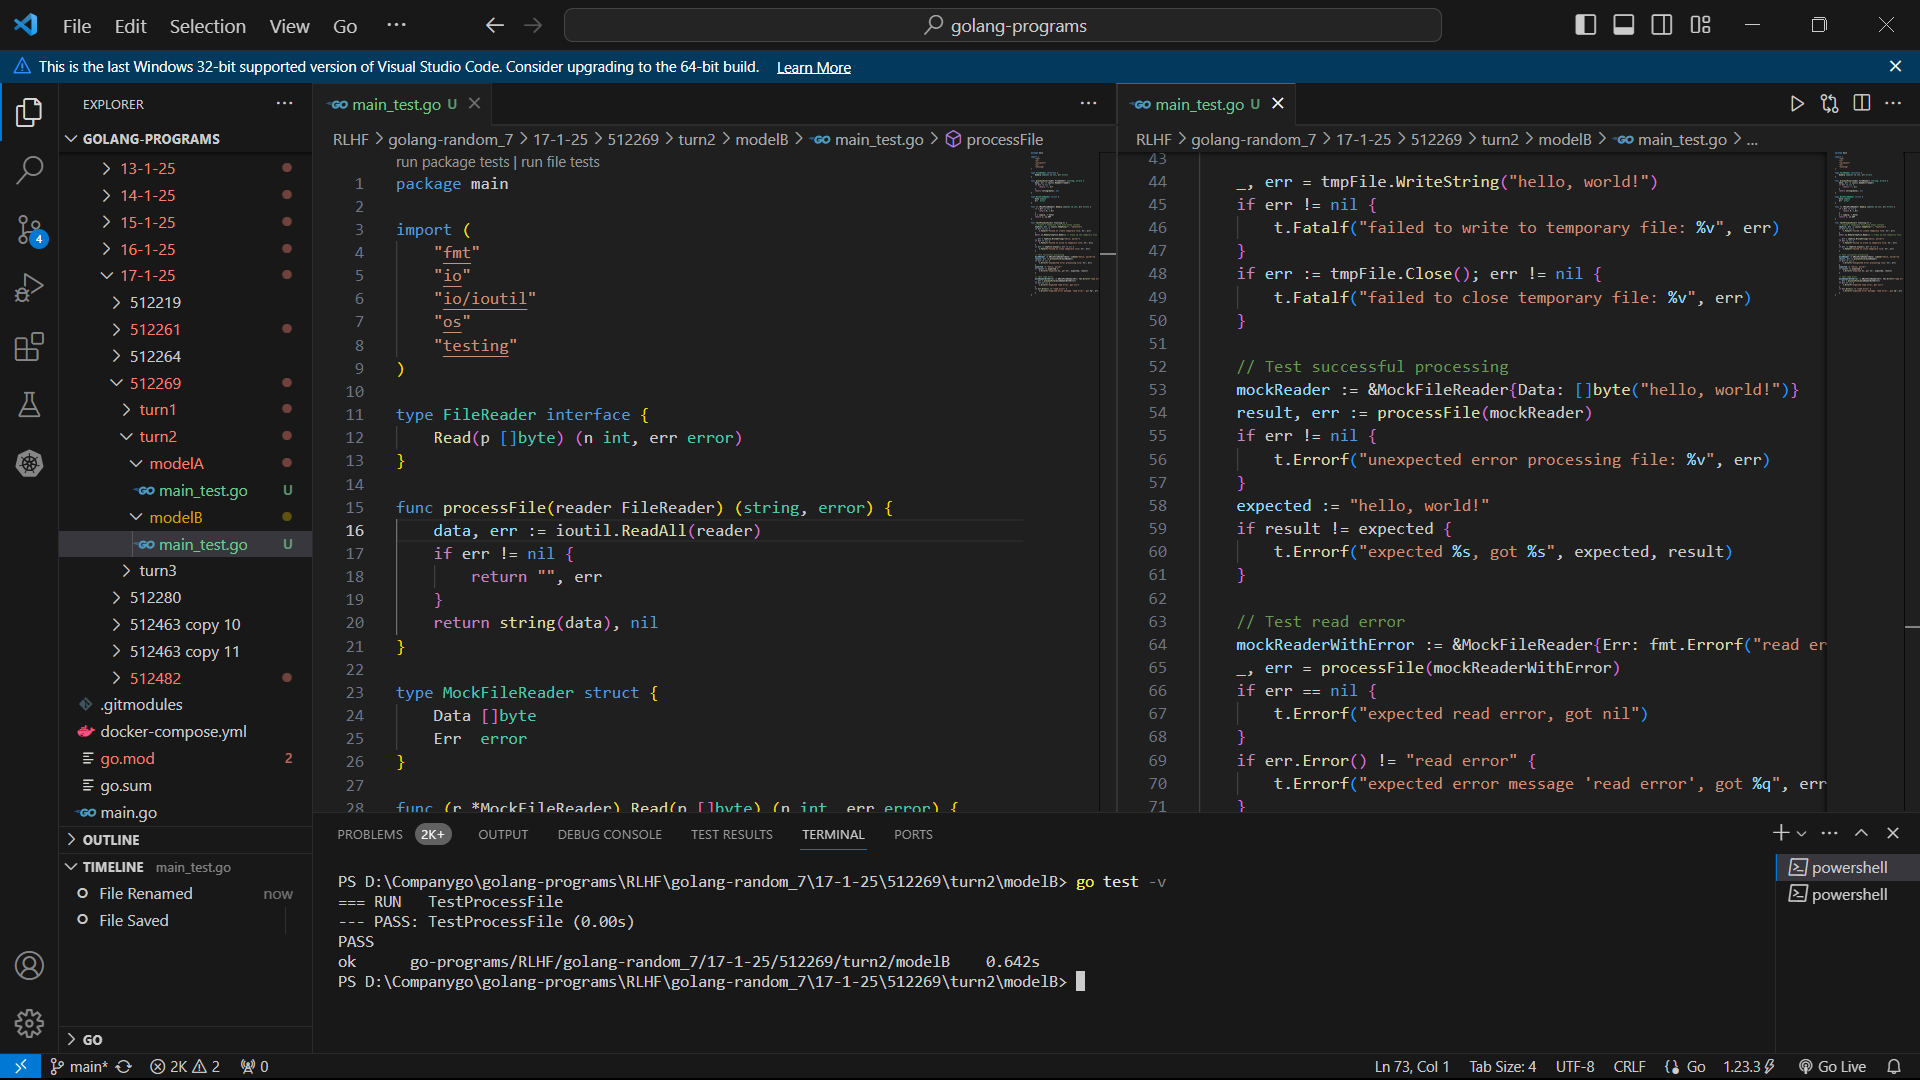 File Edit Selection View Go ...
golang-programs
This is the last Windows 32-bit supported version of Visual Studio Code. Consider upgrading to the 64-bit build. Learn More
EXPLORER
GOLANG-PROGRAMS
13-1-25
14-1-25
15-1-25
16-1-25
17-1-25
512219
512261
512264
512269
turn1
turn2
modelA
main_test.go U
modelB
main_test.go U
turn3
512280
512463 copy 10
512463 copy 11
512482
.gitmodules
docker-compose.yml
go.mod 2
go.sum
main.go
OUTLINE
TIMELINE main_test.go
File Renamed now
File Saved
GO
4
main_test.go U
RLHF > golang-random_7 > 17-1-25 > 512269 > turn2 > modelB > main_test.go > processFile
run package tests | run file tests
1 package main
2
3 import (
4 "fmt"
5 "io"
6 "io/ioutil"
7 "os"
8 "testing"
9 )
10
11 type FileReader interface {
12 Read(p []byte) (n int, err error)
13 }
14
15 func processFile(reader FileReader) (string, error) {
16 data, err := ioutil.ReadAll(reader)
17 if err != nil {
18 return "", err
19 }
20 return string(data), nil
21 }
22
23 type MockFileReader struct {
24 Data []byte
25 Err error
26 }
27
28 func (r *MockFileReader) Read(p []byte) (n int, err error) {
main_test.go U
RLHF > golang-random_7 > 17-1-25 > 512269 > turn2 > modelB > main_test.go > ...
43
44 _, err = tmpFile.WriteString("hello, world!")
45 if err != nil {
46 t.Fatalf("failed to write to temporary file: %v", err)
47 }
48 if err := tmpFile.Close(); err != nil {
49 t.Fatalf("failed to close temporary file: %v", err)
50 }
51
52 // Test successful processing
53 mockReader := &MockFileReader{Data: []byte("hello, world!")}
54 result, err := processFile(mockReader)
55 if err != nil {
56 t.Errorf("unexpected error processing file: %v", err)
57 }
58 expected := "hello, world!"
59 if result != expected {
60 t.Errorf("expected %s, got %s", expected, result)
61 }
62
63 // Test read error
64 mockReaderWithError := &MockFileReader{Err: fmt.Errorf("read er
65 _, err = processFile(mockReaderWithError)
66 if err == nil {
67 t.Errorf("expected read error, got nil")
68 }
69 if err.Error() != "read error" {
70 t.Errorf("expected error message 'read error', got %q", err
71 }
PROBLEMS 2K+ OUTPUT DEBUG CONSOLE TEST RESULTS TERMINAL PORTS
PS D:\Companygo\golang-programs\RLHF\golang-random_7\17-1-25\512269\turn2\modelB> go test -v
=== RUN TestProcessFile
--- PASS: TestProcessFile (0.00s)
PASS
ok go-programs/RLHF/golang-random_7/17-1-25/512269/turn2/modelB 0.642s
PS D:\Companygo\golang-programs\RLHF\golang-random_7\17-1-25\512269\turn2\modelB>
powershell
powershell
main* 2K 2 0 Ln 73, Col 1 Tab Size: 4 UTF-8 CRLF Go 1.23.3 Go Live